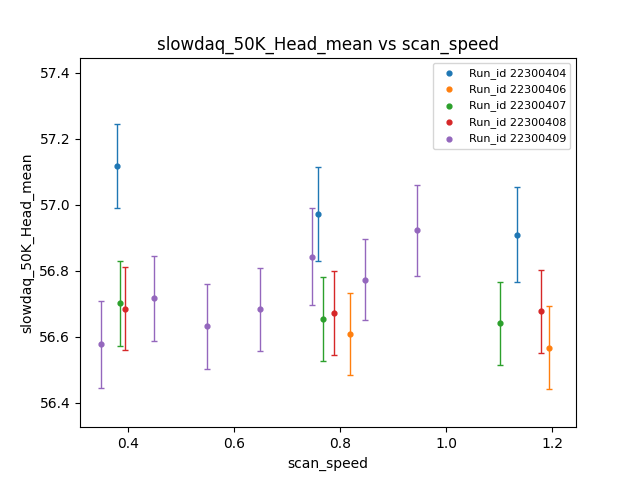 slowdaq_50K_Head_mean vs scan_speed
Run_id 22300404
Run_id 22300406
Run_id 22300407
Run_id 22300408
Run_id 22300409
57.4
57.2
57.0
56.8
56.6
56.4
slowdaq_50K_Head_mean
0.4
0.6
0.8
1.0
1.2
scan_speed